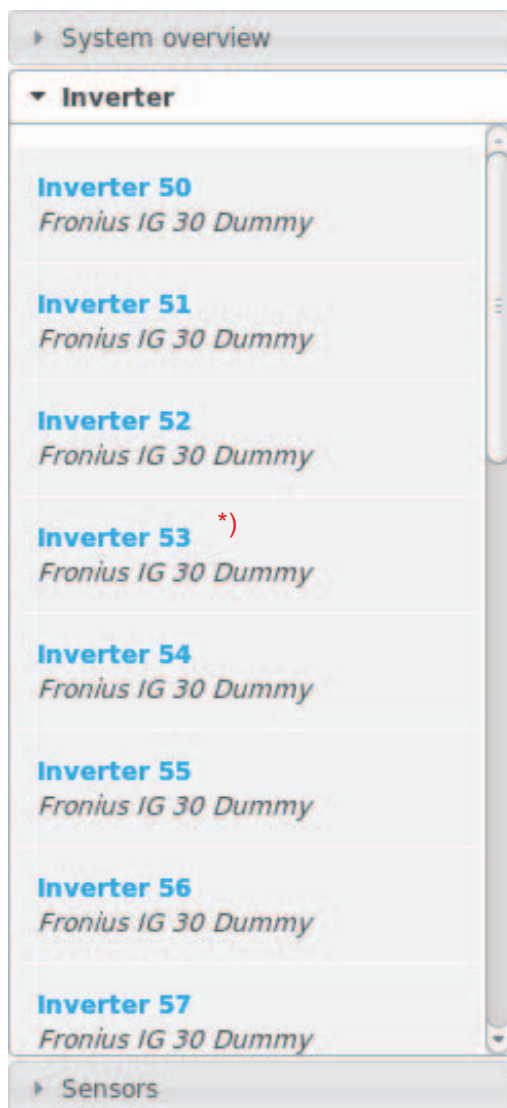 System overview
Inverter
Inverter 50
Fronius IG 30 Dummy
Inverter 51
Fronius IG 30 Dummy
Inverter 52
Fronius IG 30 Dummy
Inverter 53 *)
Fronius IG 30 Dummy
Inverter 54
Fronius IG 30 Dummy
Inverter 55
Fronius IG 30 Dummy
Inverter 56
Fronius IG 30 Dummy
Inverter 57
Fronius IG 30 Dummy
Sensors